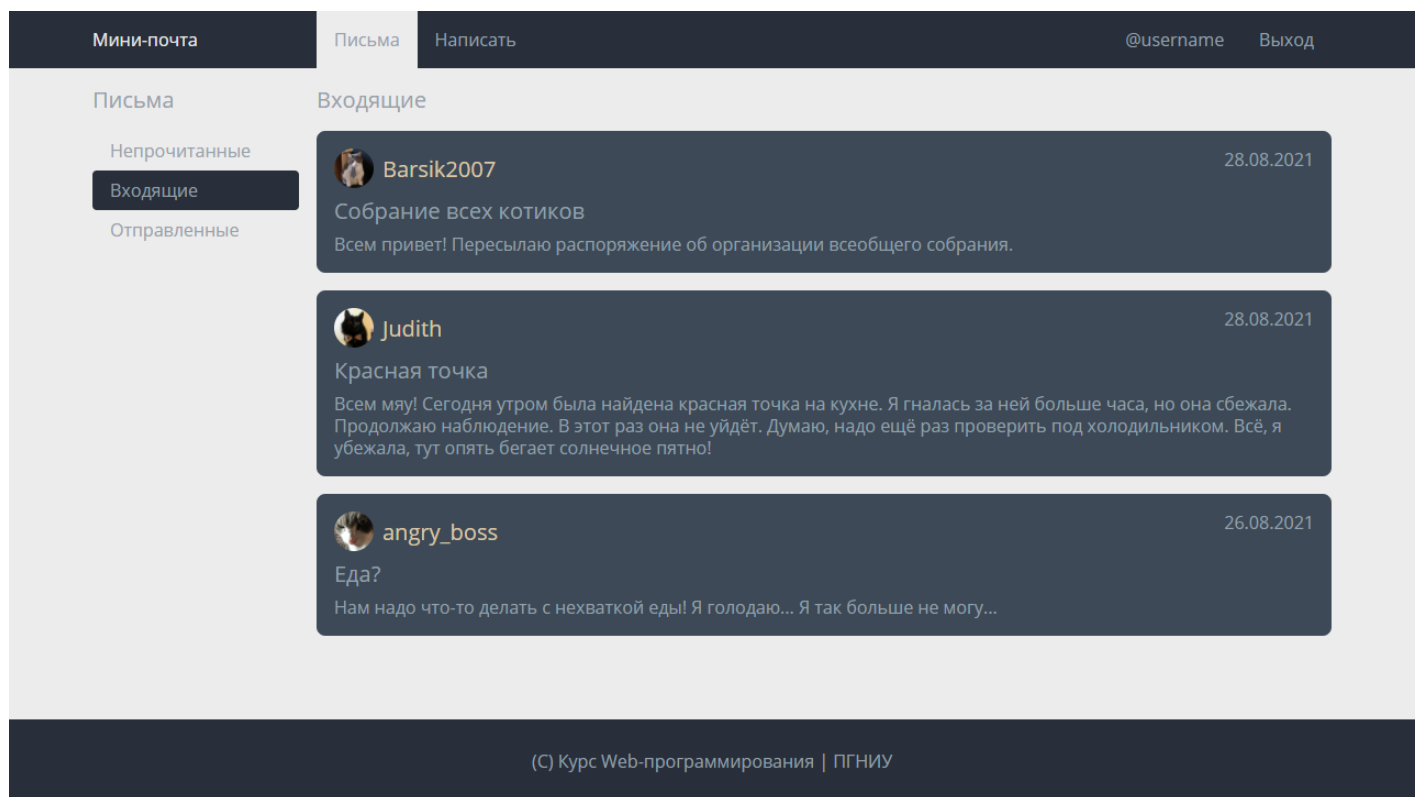 Мини-почта
Письма
Написать
@username
Выход
Письма
Непрочитанные
Входящие
Отправленные
Входящие
Barsik2007
28.08.2021
Собрание всех котиков
Всем привет! Пересылаю распоряжение об организации всеобщего собрания.
Judith
28.08.2021
Красная точка
Всем мяу! Сегодня утром была найдена красная точка на кухне. Я гналась за ней больше часа, но она сбежала.
Продолжаю наблюдение. В этот раз она не уйдёт. Думаю, надо ещё раз проверить под холодильником. Всё, я
убежала, тут опять бегает солнечное пятно!
angry_boss
26.08.2021
Еда?
Нам надо что-то делать с нехваткой еды! Я голодаю... Я так больше не могу...
(С) Курс Web-программирования | ПГНИУ